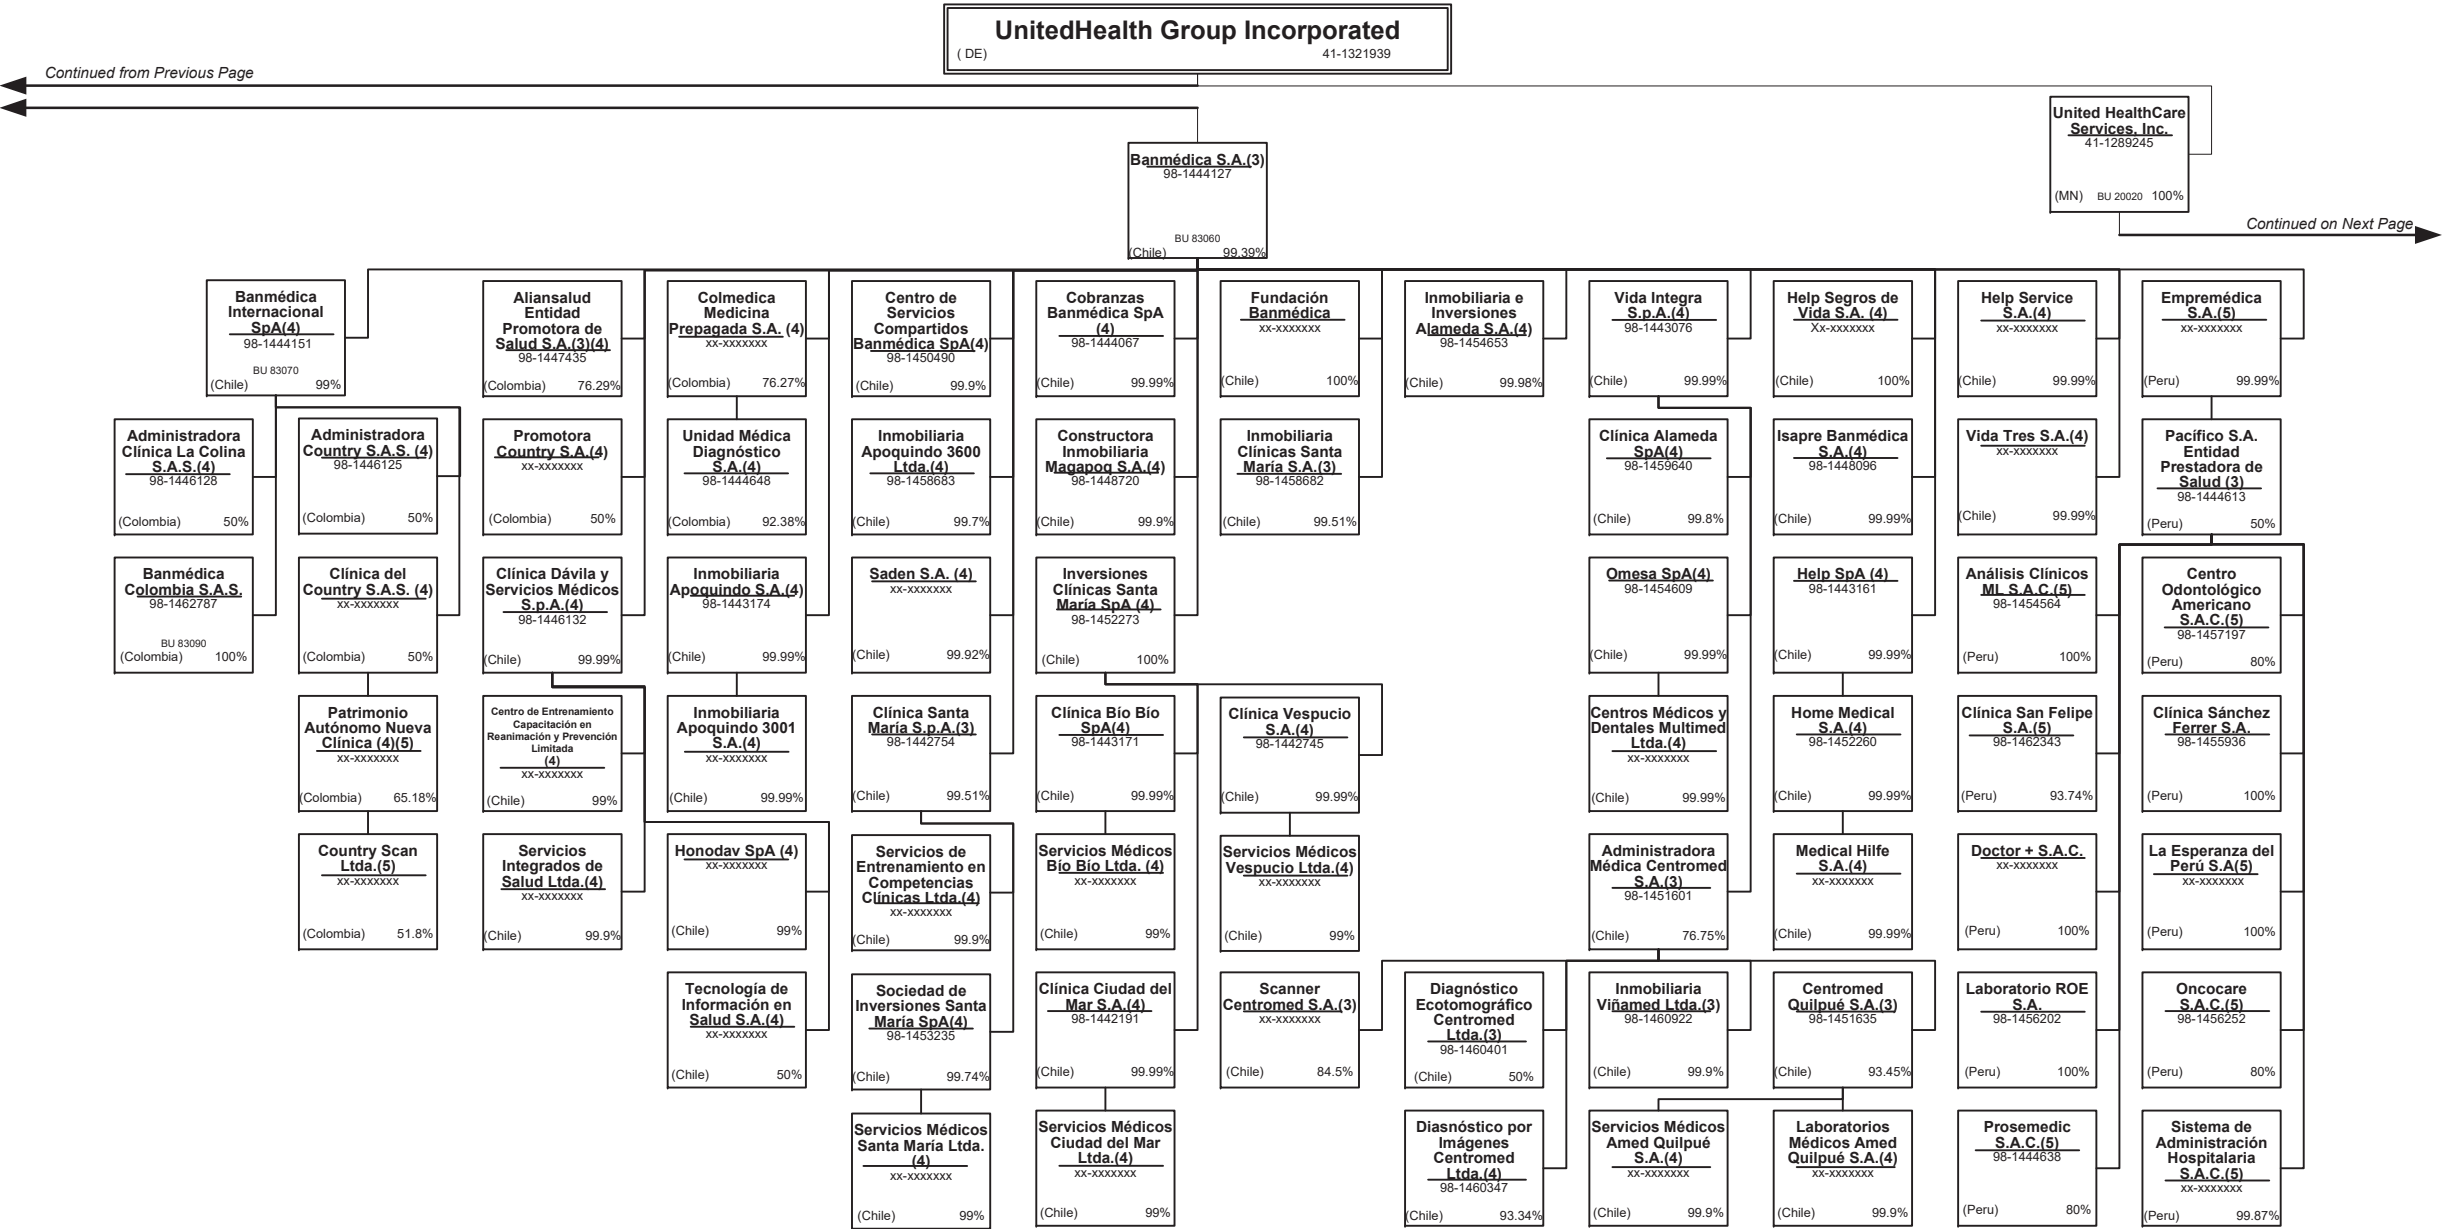 UnitedHealth Group Incorporated
( DE) 41-1321939
Continued from Previous Page
United HealthCare
Services, Inc.
41-1289245
(MN) BU 20020 100%
Continued on Next Page
Banmédica S.A.(3)
98-1444127
BU 83060
(Chile) 99.39%
Banmédica
Internacional
SpA(4)
98-1444151
BU 83070
(Chile) 99%
Aliansalud
Entidad
Promotora de
Salud S.A.(3)(4)
98-1447435
(Colombia) 76.29%
Colmedica
Medicina
Prepagada S.A. (4)
xx-xxxxxxx
(Colombia) 76.27%
Centro de
Servicios
Compartidos
Banmédica SpA(4)
98-1450490
(Chile) 99.9%
Cobranzas
Banmédica SpA
(4)
98-1444067
(Chile) 99.99%
Fundación
Banmédica
xx-xxxxxxx
(Chile) 100%
Inmobiliaria e
Inversiones
Alameda S.A.(4)
98-1454653
(Chile) 99.98%
Vida Integra
S.p.A.(4)
98-1443076
(Chile) 99.99%
Help Segros de
Vida S.A. (4)
Xx-xxxxxxx
(Chile) 100%
Help Service
S.A.(4)
xx-xxxxxxx
(Chile) 99.99%
Empremédica
S.A.(5)
xx-xxxxxxx
(Peru) 99.99%
Administradora
Clínica La Colina
S.A.S.(4)
98-1446128
(Colombia) 50%
Administradora
Country S.A.S. (4)
98-1446125
(Colombia) 50%
Promotora
Country S.A.(4)
xx-xxxxxxx
(Colombia) 50%
Unidad Médica
Diagnóstico
S.A.(4)
98-1444648
(Colombia) 92.38%
Inmobiliaria
Apoquindo 3600
Ltda.(4)
98-1458683
(Chile) 99.7%
Constructora
Inmobiliaria
Magapoq S.A.(4)
98-1448720
(Chile) 99.9%
Inmobiliaria
Clínicas Santa
María S.A.(3)
98-1458682
(Chile) 99.51%
Clínica Alameda
SpA(4)
98-1459640
(Chile) 99.8%
Isapre Banmédica
S.A.(4)
98-1448096
(Chile) 99.99%
Vida Tres S.A.(4)
xx-xxxxxxx
(Chile) 99.99%
Pacífico S.A.
Entidad
Prestadora de
Salud (3)
98-1444613
(Peru) 50%
Banmédica
Colombia S.A.S.
98-1462787
BU 83090
(Colombia) 100%
Clínica del
Country S.A.S. (4)
xx-xxxxxxx
(Colombia) 50%
Clínica Dávila y
Servicios Médicos
S.p.A.(4)
98-1446132
(Chile) 99.99%
Inmobiliaria
Apoquindo S.A.(4)
98-1443174
(Chile) 99.99%
Saden S.A. (4)
xx-xxxxxxx
(Chile) 99.92%
Inversiones
Clínicas Santa
María SpA (4)
98-1452273
(Chile) 100%
Omesa SpA(4)
98-1454609
(Chile) 99.99%
Help SpA (4)
98-1443161
(Chile) 99.99%
Análisis Clínicos
ML S.A.C.(5)
98-1454564
(Peru) 100%
Centro
Odontológico
Americano
S.A.C.(5)
98-1457197
(Peru) 80%
Patrimonio
Autónomo Nueva
Clínica (4)(5)
xx-xxxxxxx
(Colombia) 65.18%
Centro de Entrenamiento
Capacitación en
Reanimación y Prevención
Limitada
(4)
xx-xxxxxxx
(Chile) 99%
Inmobiliaria
Apoquindo 3001
S.A.(4)
xx-xxxxxxx
(Chile) 99.99%
Clínica Santa
María S.p.A.(3)
98-1442754
(Chile) 99.51%
Clínica Bío Bío
SpA(4)
98-1443171
(Chile) 99.99%
Clínica Vespucio
S.A.(4)
98-1442745
(Chile) 99.99%
Centros Médicos y
Dentales Multimed
Ltda.(4)
xx-xxxxxxx
(Chile) 99.99%
Home Medical
S.A.(4)
98-1452260
(Chile) 99.99%
Clínica San Felipe
S.A.(5)
98-1462343
(Peru) 93.74%
Clínica Sánchez
Ferrer S.A.
98-1455936
(Peru) 100%
Country Scan
Ltda.(5)
xx-xxxxxxx
(Colombia) 51.8%
Servicios
Integrados de
Salud Ltda.(4)
xx-xxxxxxx
(Chile) 99.9%
Honodav SpA (4)
xx-xxxxxxx
(Chile) 99%
Servicios de
Entrenamiento en
Competencias
Clínicas Ltda.(4)
xx-xxxxxxx
(Chile) 99.9%
Servicios Médicos
Bío Bío Ltda. (4)
xx-xxxxxxx
(Chile) 99%
Servicios Médicos
Vespucio Ltda.(4)
xx-xxxxxxx
(Chile) 99%
Administradora
Médica Centromed
S.A.(3)
98-1451601
(Chile) 76.75%
Medical Hilfe
S.A.(4)
xx-xxxxxxx
(Chile) 99.99%
Doctor + S.A.C.
xx-xxxxxxx
(Peru) 100%
La Esperanza del
Perú S.A(5)
xx-xxxxxxx
(Peru) 100%
Tecnología de
Información en
Salud S.A.(4)
xx-xxxxxxx
(Chile) 50%
Sociedad de
Inversiones Santa
María SpA(4)
98-1453235
(Chile) 99.74%
Clínica Ciudad del
Mar S.A.(4)
98-1442191
(Chile) 99.99%
Scanner
Centromed S.A.(3)
xx-xxxxxxx
(Chile) 84.5%
Diagnóstico
Ecotomográfico
Centromed
Ltda.(3)
98-1460401
(Chile) 50%
Inmobiliaria
Viñamed Ltda.(3)
98-1460922
(Chile) 99.9%
Centromed
Quilpué S.A.(3)
98-1451635
(Chile) 93.45%
Laboratorio ROE
S.A.
98-1456202
(Peru) 100%
Oncocare
S.A.C.(5)
98-1456252
(Peru) 80%
Servicios Médicos
Santa María Ltda.
(4)
xx-xxxxxxx
(Chile) 99%
Servicios Médicos
Ciudad del Mar
Ltda.(4)
xx-xxxxxxx
(Chile) 99%
Diasnóstico por
Imágenes
Centromed
Ltda.(4)
98-1460347
(Chile) 93.34%
Servicios Médicos
Amed Quilpué
S.A.(4)
xx-xxxxxxx
(Chile) 99.9%
Laboratorios
Médicos Amed
Quilpué S.A.(4)
xx-xxxxxxx
(Chile) 99.9%
Prosemedic
S.A.C.(5)
98-1444638
(Peru) 80%
Sistema de
Administración
Hospitalaria
S.A.C.(5)
xx-xxxxxxx
(Peru) 99.87%